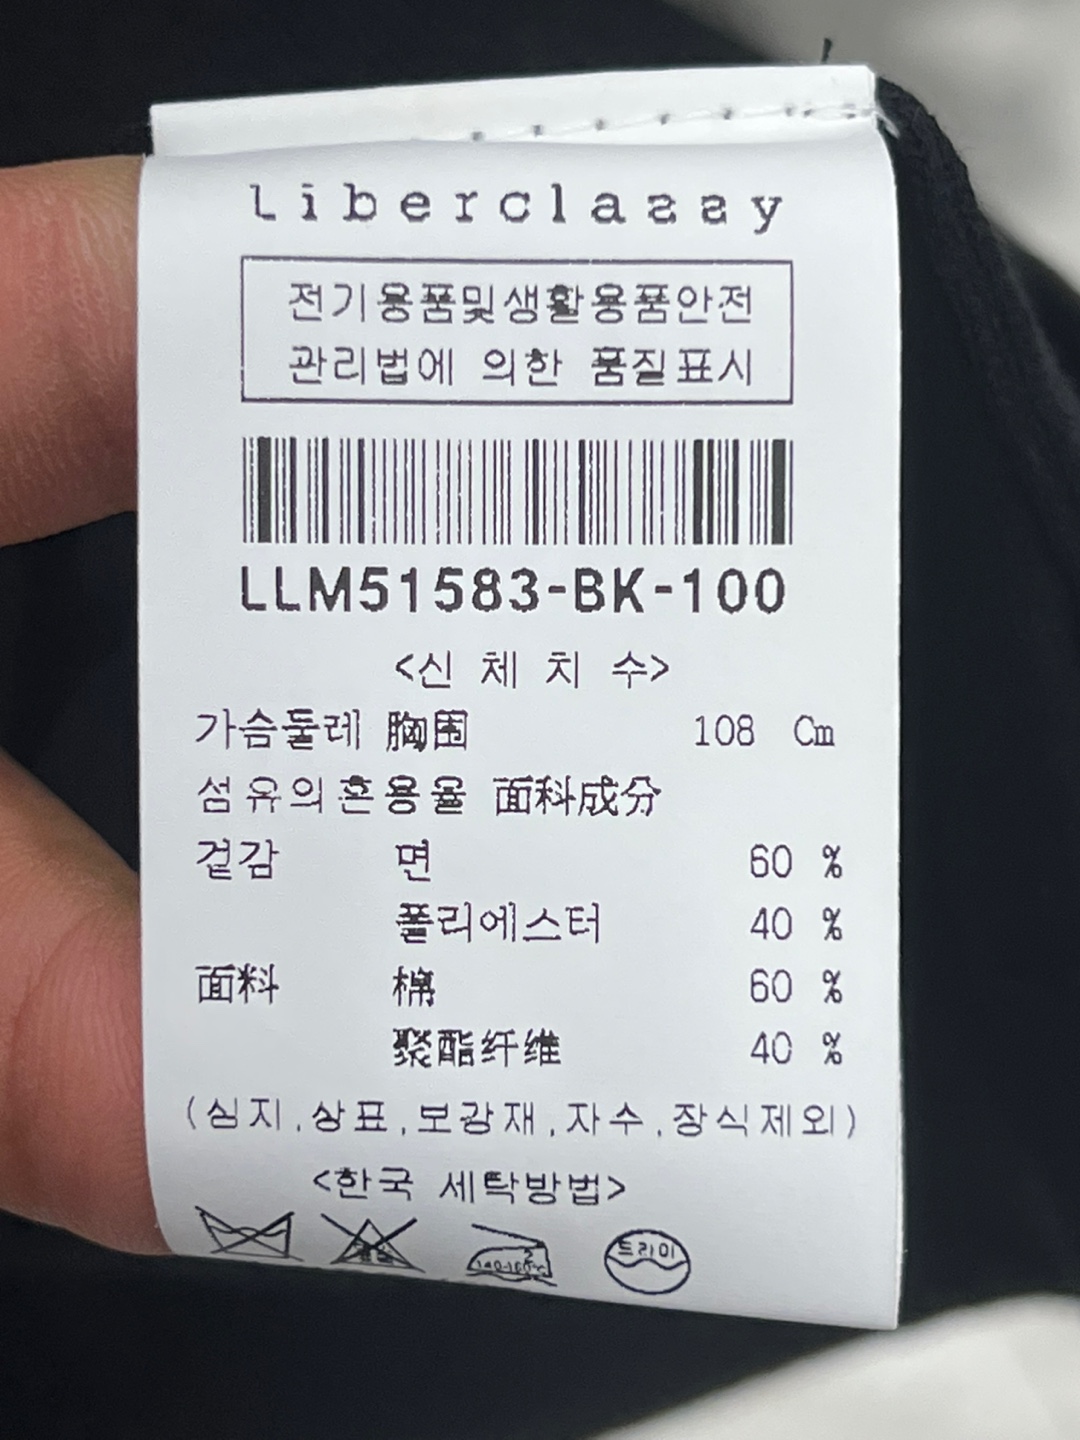 Liberclassy
전기용품및생활용품안전
관리법에 의한 품질표시
LLM51583-BK-100
<신 체 치 수>
가슴둘레 胸围 108 Cm
섬유의혼용율 面料成分
겉감 면 60 %
폴리에스터 40 %
面料 棉 60 %
聚酯纤维 40 %
(심지,상표,보강재,자수,장식제외)
<한국 세탁방법>
2
140-160℃
드라이